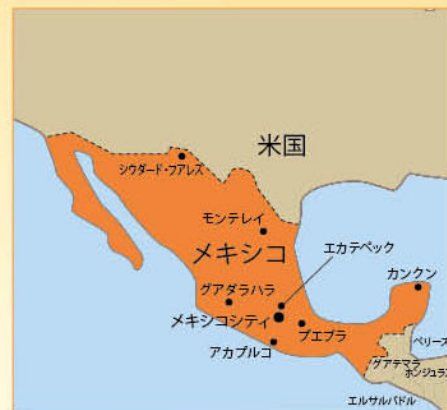 米国
シウダード・フアレス
モンテレイ
メキシコ
エカテペック
カンクン
グアダラハラ
メキシコシティ
プエブラ
アカプルコ
ベリーズ
グアテマラ
ホンジュラス
エルサルバドル